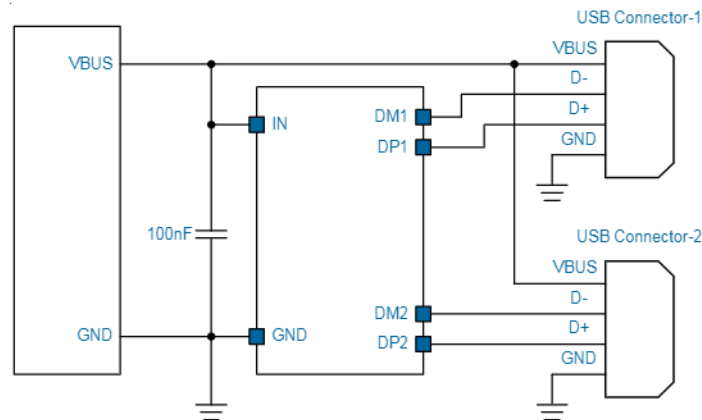 USB Connector-1
VBUS
VBUS
D-
DM1
D+
IN
DP1
GND
100nF
USB Connector-2
VBUS
D-
DM2
D+
GND
GND
DP2
GND